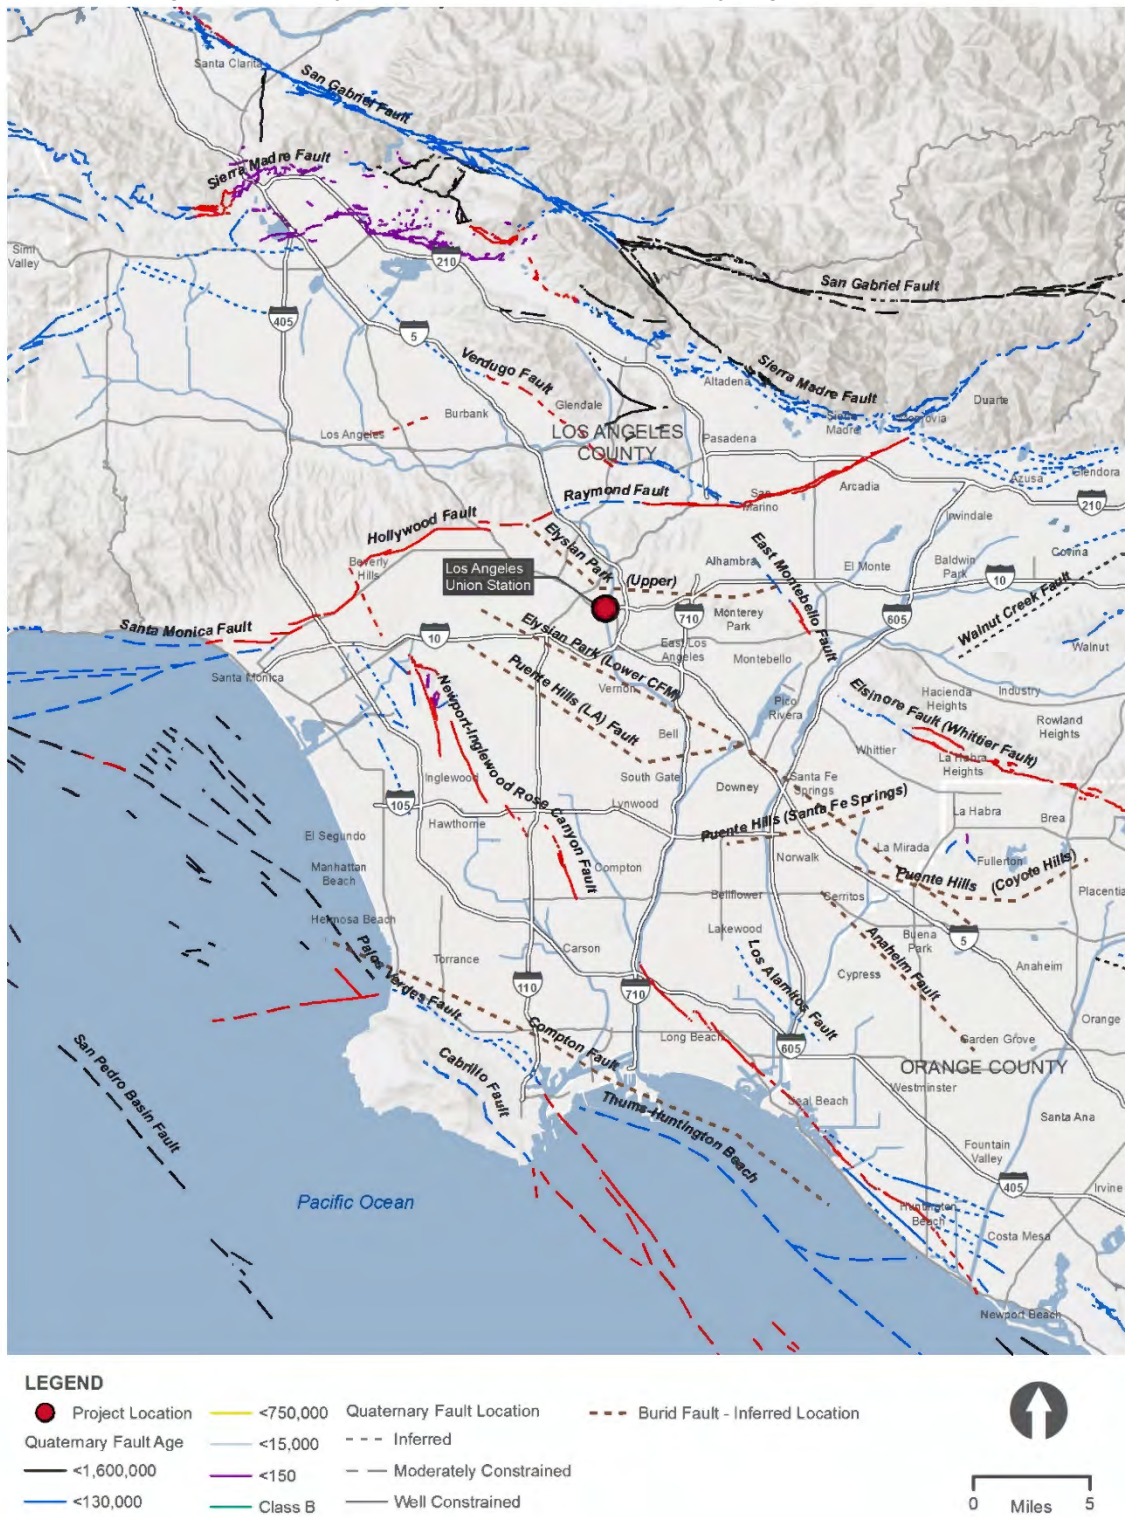 Santa Clarita
San Gabriel Fault
Sierra Madre Fault
Simi
Valley
210
San Gabriel Fault
405
5
Verdugo Fault
Altadena
Sierra Madre Fault
Duarte
Burbank
Glendale
Los Angeles
LOS ANGELES
COUNTY
Pasadena
Sierra
Madre
Monrovia
Azusa
Glendora
Raymond Fault
San
Marino
Arcadia
210
Hollywood Fault
Irwindale
Elysian Park
(Upper)
Beverly
Hills
Los Angeles
Union Station
Alhambra
East Montebello Fault
El Monte
Baldwin
Park
Covina
10
Walnut Creek Fault
Santa Monica Fault
10
Elysian Park (Lower CFM)
710
Monterey
Park
605
East Los
Angeles
Montebello
Walnut
Santa Monica
Puente Hills (LA) Fault
Vernon
Newport-Inglewood Rose Canyon Fault
Pico
Rivera
Elsinore Fault (Whittier Fault)
Hacienda
Heights
Industry
Rowland
Heights
Bell
Whittier
La Habra
Heights
Inglewood
South Gate
Downey
Santa Fe
Springs
105
Lynwood
Hawthorne
Puente Hills (Santa Fe Springs)
La Habra
Brea
El Segundo
Norwalk
La Mirada
Fullerton
Manhattan
Beach
Compton
Puente Hills
(Coyote Hills)
Bellflower
Cerritos
Placentia
Hermosa Beach
Lakewood
Anaheim Fault
Buena
Park
5
Palos Verdes Fault
Torrance
Carson
Los Alamitos Fault
Cypress
Anaheim
110
710
Orange
Compton Fault
Long Beach
605
Garden Grove
ORANGE COUNTY
San Pedro Basin Fault
Cabrillo Fault
Thums-Huntington Beach
Westminster
Seal Beach
Santa Ana
Fountain
Valley
405
Irvine
Pacific Ocean
Huntington
Beach
Costa Mesa
Newport Beach
LEGEND
Project Location
Quaternary Fault Age
<1,600,000
<130,000
<750,000
<15,000
<150
Class B
Quaternary Fault Location
Inferred
Moderately Constrained
Well Constrained
Burid Fault - Inferred Location
0 Miles 5